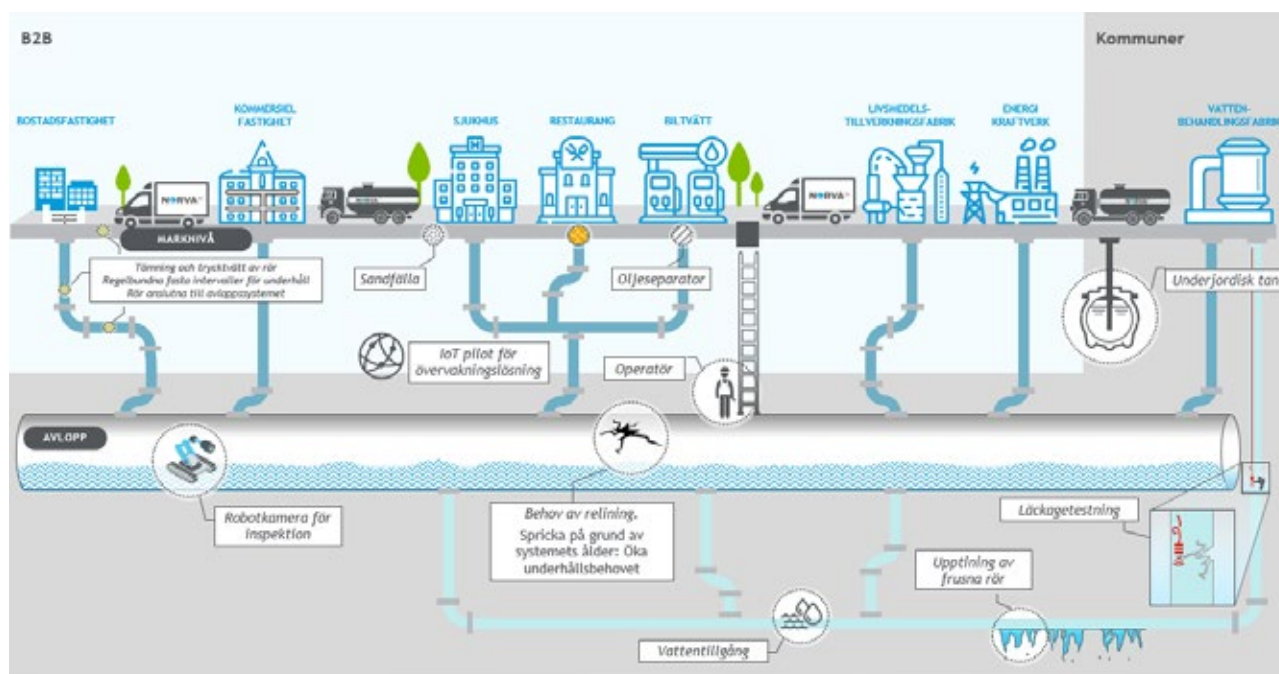 B2B
Kommuner
BOSTADSFASTIGHET
KOMMERSIEL
FASTIGHET
SJUKHUS
RESTAURANG
BILTVÄTT
LIVSMEDELS-
TILLVERKNINGSFABRIK
ENERGI
KRAFTVERK
VATTEN-
BEHANDLINGSFABRIK
NORVA
NORVA
MARKNIVÅ
Tömning och trycktvätt av rör
Regelbundna fasta intervaller för underhåll
Rör anslutna till avloppssystemet
Sandfälla
Oljeseparator
Underjordisk tan
IoT pilot för
övervakningslösning
Operatör
AVLOPP
Robotkamera för
inspektion
Behov av relining.
Spricka på grund av
systemets ålder: Öka
underhållsbehovet
Läckagetestning
Upptining av
frusna rör
Vattentillgång